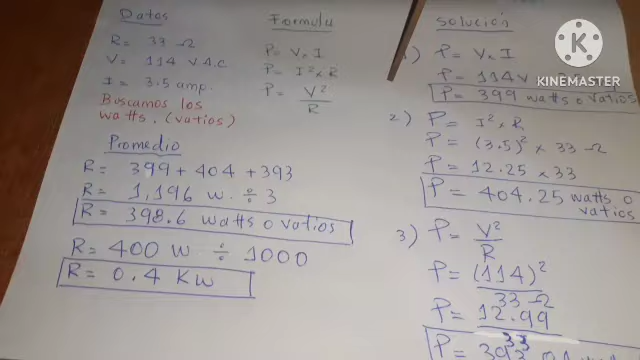 Datos
R= 33 Ω
V= 114 V A.C
I= 3.5 amp.
Buscamos los
watts. (vatios)
Formula
P= V x I
P= I² x R
P= V²
R
Promedio
R= 399 + 404 + 393
R= 1,196 w. ÷ 3
R= 398.6 watts o vatios
R= 400 w ÷ 1000
R= 0.4 Kw
Solución
) P= V x I
P= 114 v
P= 399 watts o vatios
2) P= I² x R
P= (3.5)² x 33 Ω
P= 12.25 x 33
P= 404.25 watts o
vatios
3) P= V²
R
P= (114)²
33 Ω
P= 12.99
33
P= 393
KINEMASTER